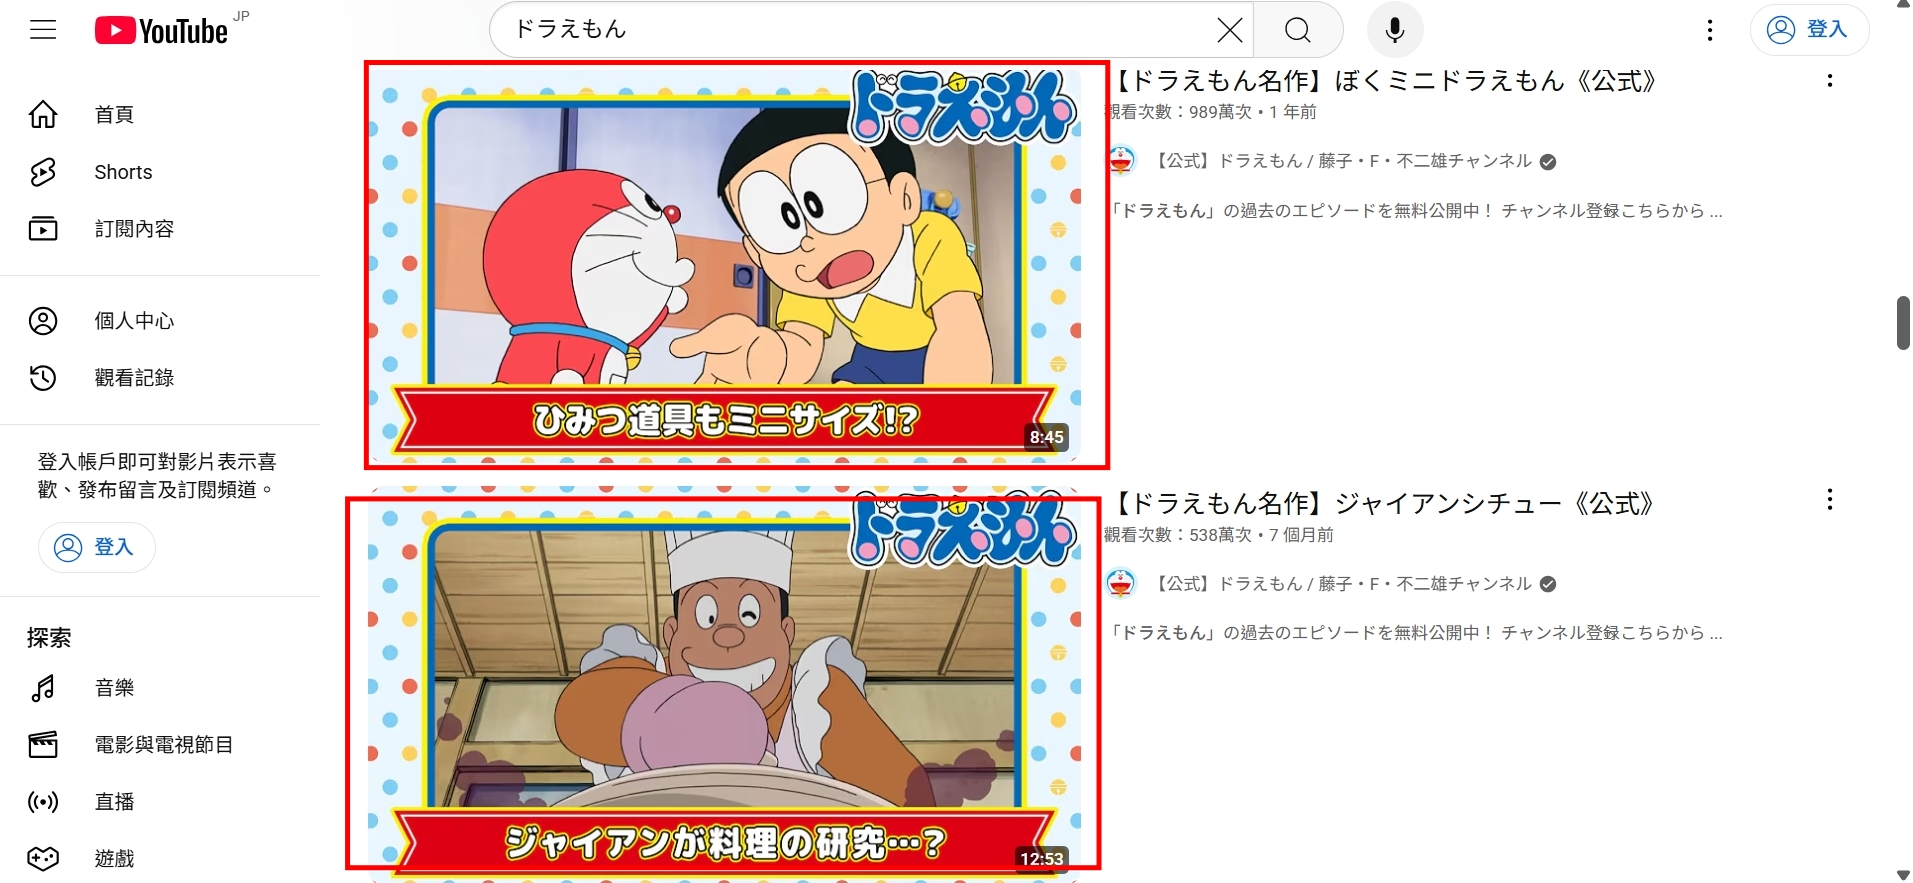 YouTube JP
ドラえもん
登入
首頁
Shorts
訂閱內容
個人中心
觀看記錄
登入帳戶即可對影片表示喜
歡、發布留言及訂閱頻道。
登入
探索
音樂
電影與電視節目
直播
遊戲
ドラえもん
ひみつ道具もミニサイズ!?
8:45
【ドラえもん名作】ぼくミニドラえもん《公式》
觀看次數：989萬次・1 年前
【公式】ドラえもん / 藤子・F・不二雄チャンネル
「ドラえもん」の過去のエピソードを無料公開中！ チャンネル登録こちらから ...
ドラえもん
ジャイアンが料理の研究…?
12:53
【ドラえもん名作】ジャイアンシチュー《公式》
觀看次數：538萬次・7 個月前
【公式】ドラえもん / 藤子・F・不二雄チャンネル
「ドラえもん」の過去のエピソードを無料公開中！ チャンネル登録こちらから ...